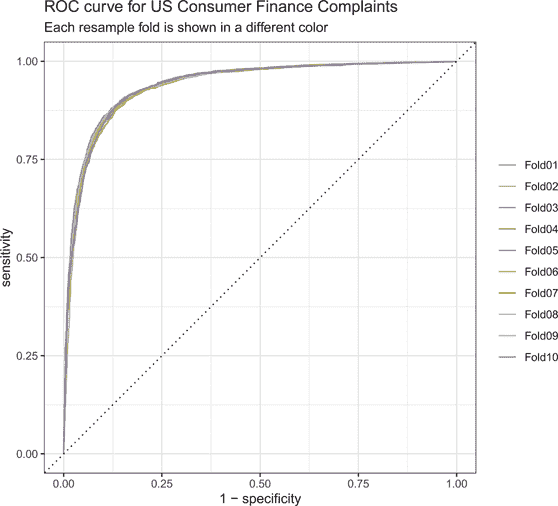 ROC curve for US Consumer Finance Complaints
Each resample fold is shown in a different color
1.00
0.75
0.50
0.25
0.00
sensitivity
0.00 0.25 0.50 0.75 1.00
1 − specificity
Fold01
Fold02
Fold03
Fold04
Fold05
Fold06
Fold07
Fold08
Fold09
Fold10